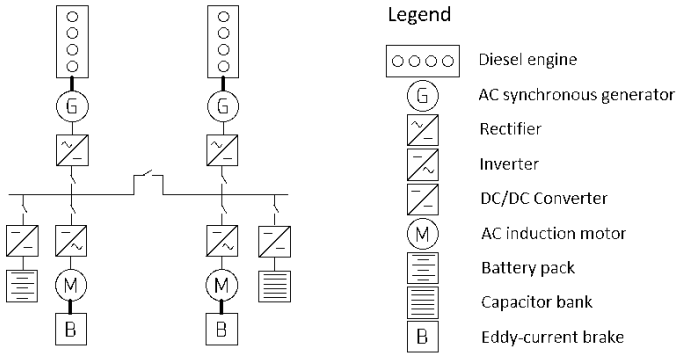 Legend
Diesel engine
G G G AC synchronous generator
Rectifier
Inverter
DC/DC Converter
M M M AC induction motor
Battery pack
Capacitor bank
B B B Eddy-current brake